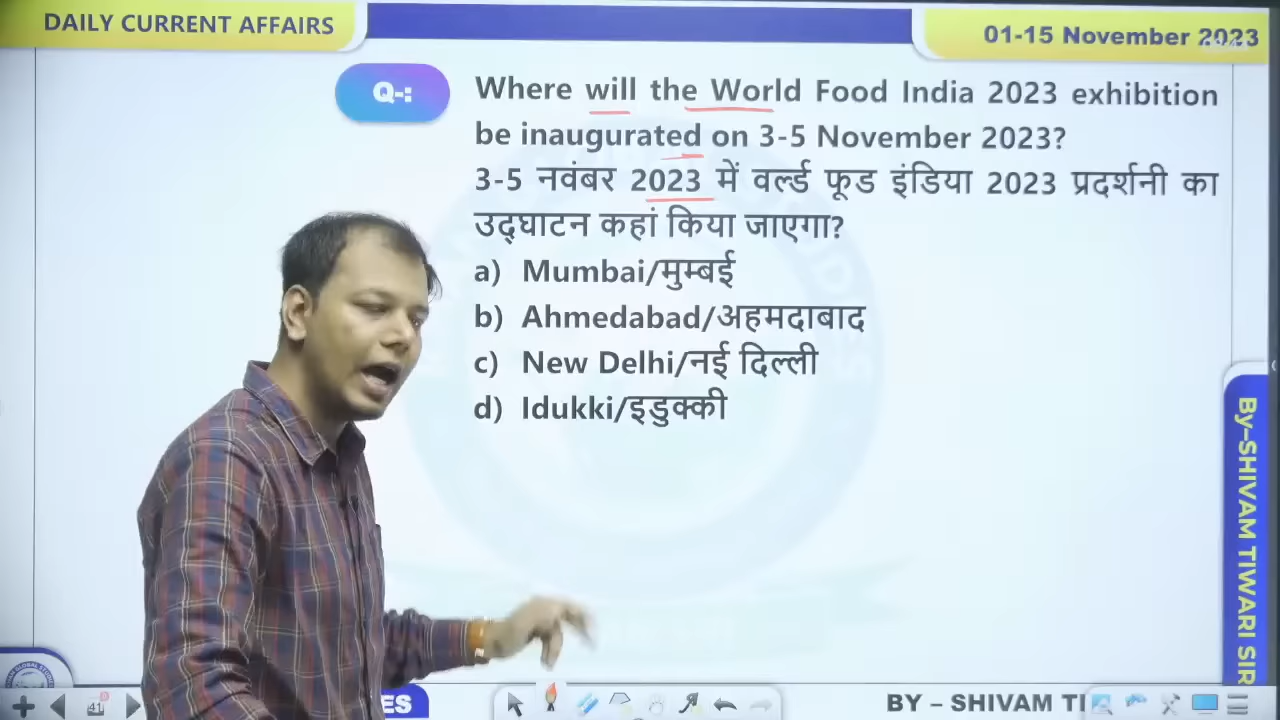 DAILY CURRENT AFFAIRS
01-15 November 2023
Q-:
Where will the World Food India 2023 exhibition
be inaugurated on 3-5 November 2023?
3-5 नवंबर 2023 में वर्ल्ड फूड इंडिया 2023 प्रदर्शनी का
उद्घाटन कहां किया जाएगा?
a) Mumbai/मुम्बई
b) Ahmedabad/अहमदाबाद
c) New Delhi/नई दिल्ली
d) Idukki/इडुक्की
By-SHIVAM TIWARI SIR
41
ES
BY – SHIVAM TI